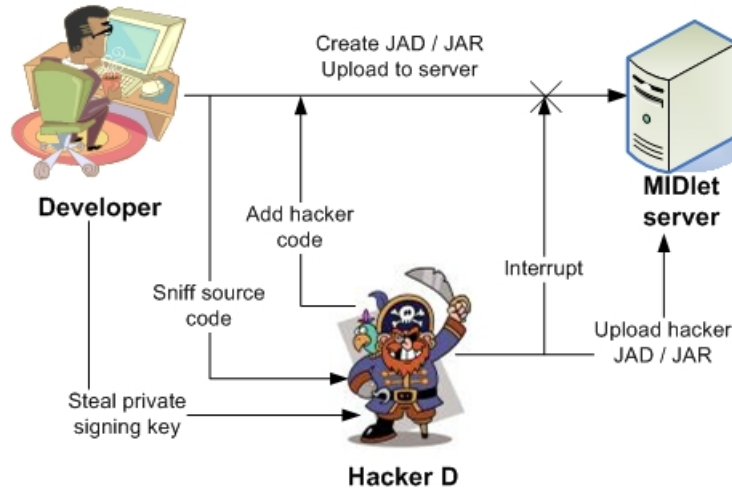 Create JAD / JAR
Upload to server
Developer
MIDlet
server
Add hacker
code
Interrupt
Sniff source
code
Upload hacker
JAD / JAR
Steal private
signing key
Hacker D